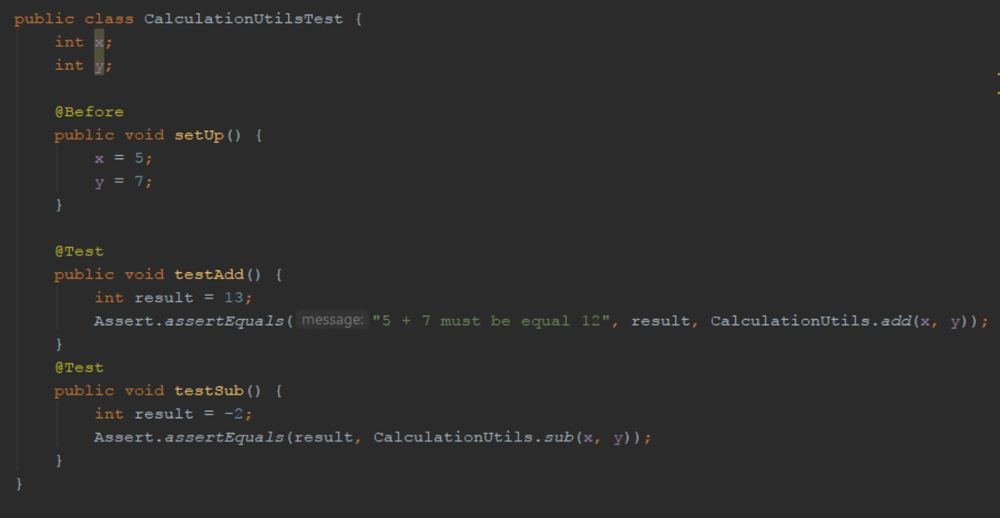 public class CalculationUtilsTest {
int x;
int y;
@Before
public void setUp() {
x = 5;
y = 7;
}
@Test
public void testAdd() {
int result = 13;
Assert.assertEquals( message: "5 + 7 must be equal 12", result, CalculationUtils.add(x, y));
}
@Test
public void testSub() {
int result = -2;
Assert.assertEquals(result, CalculationUtils.sub(x, y));
}
}